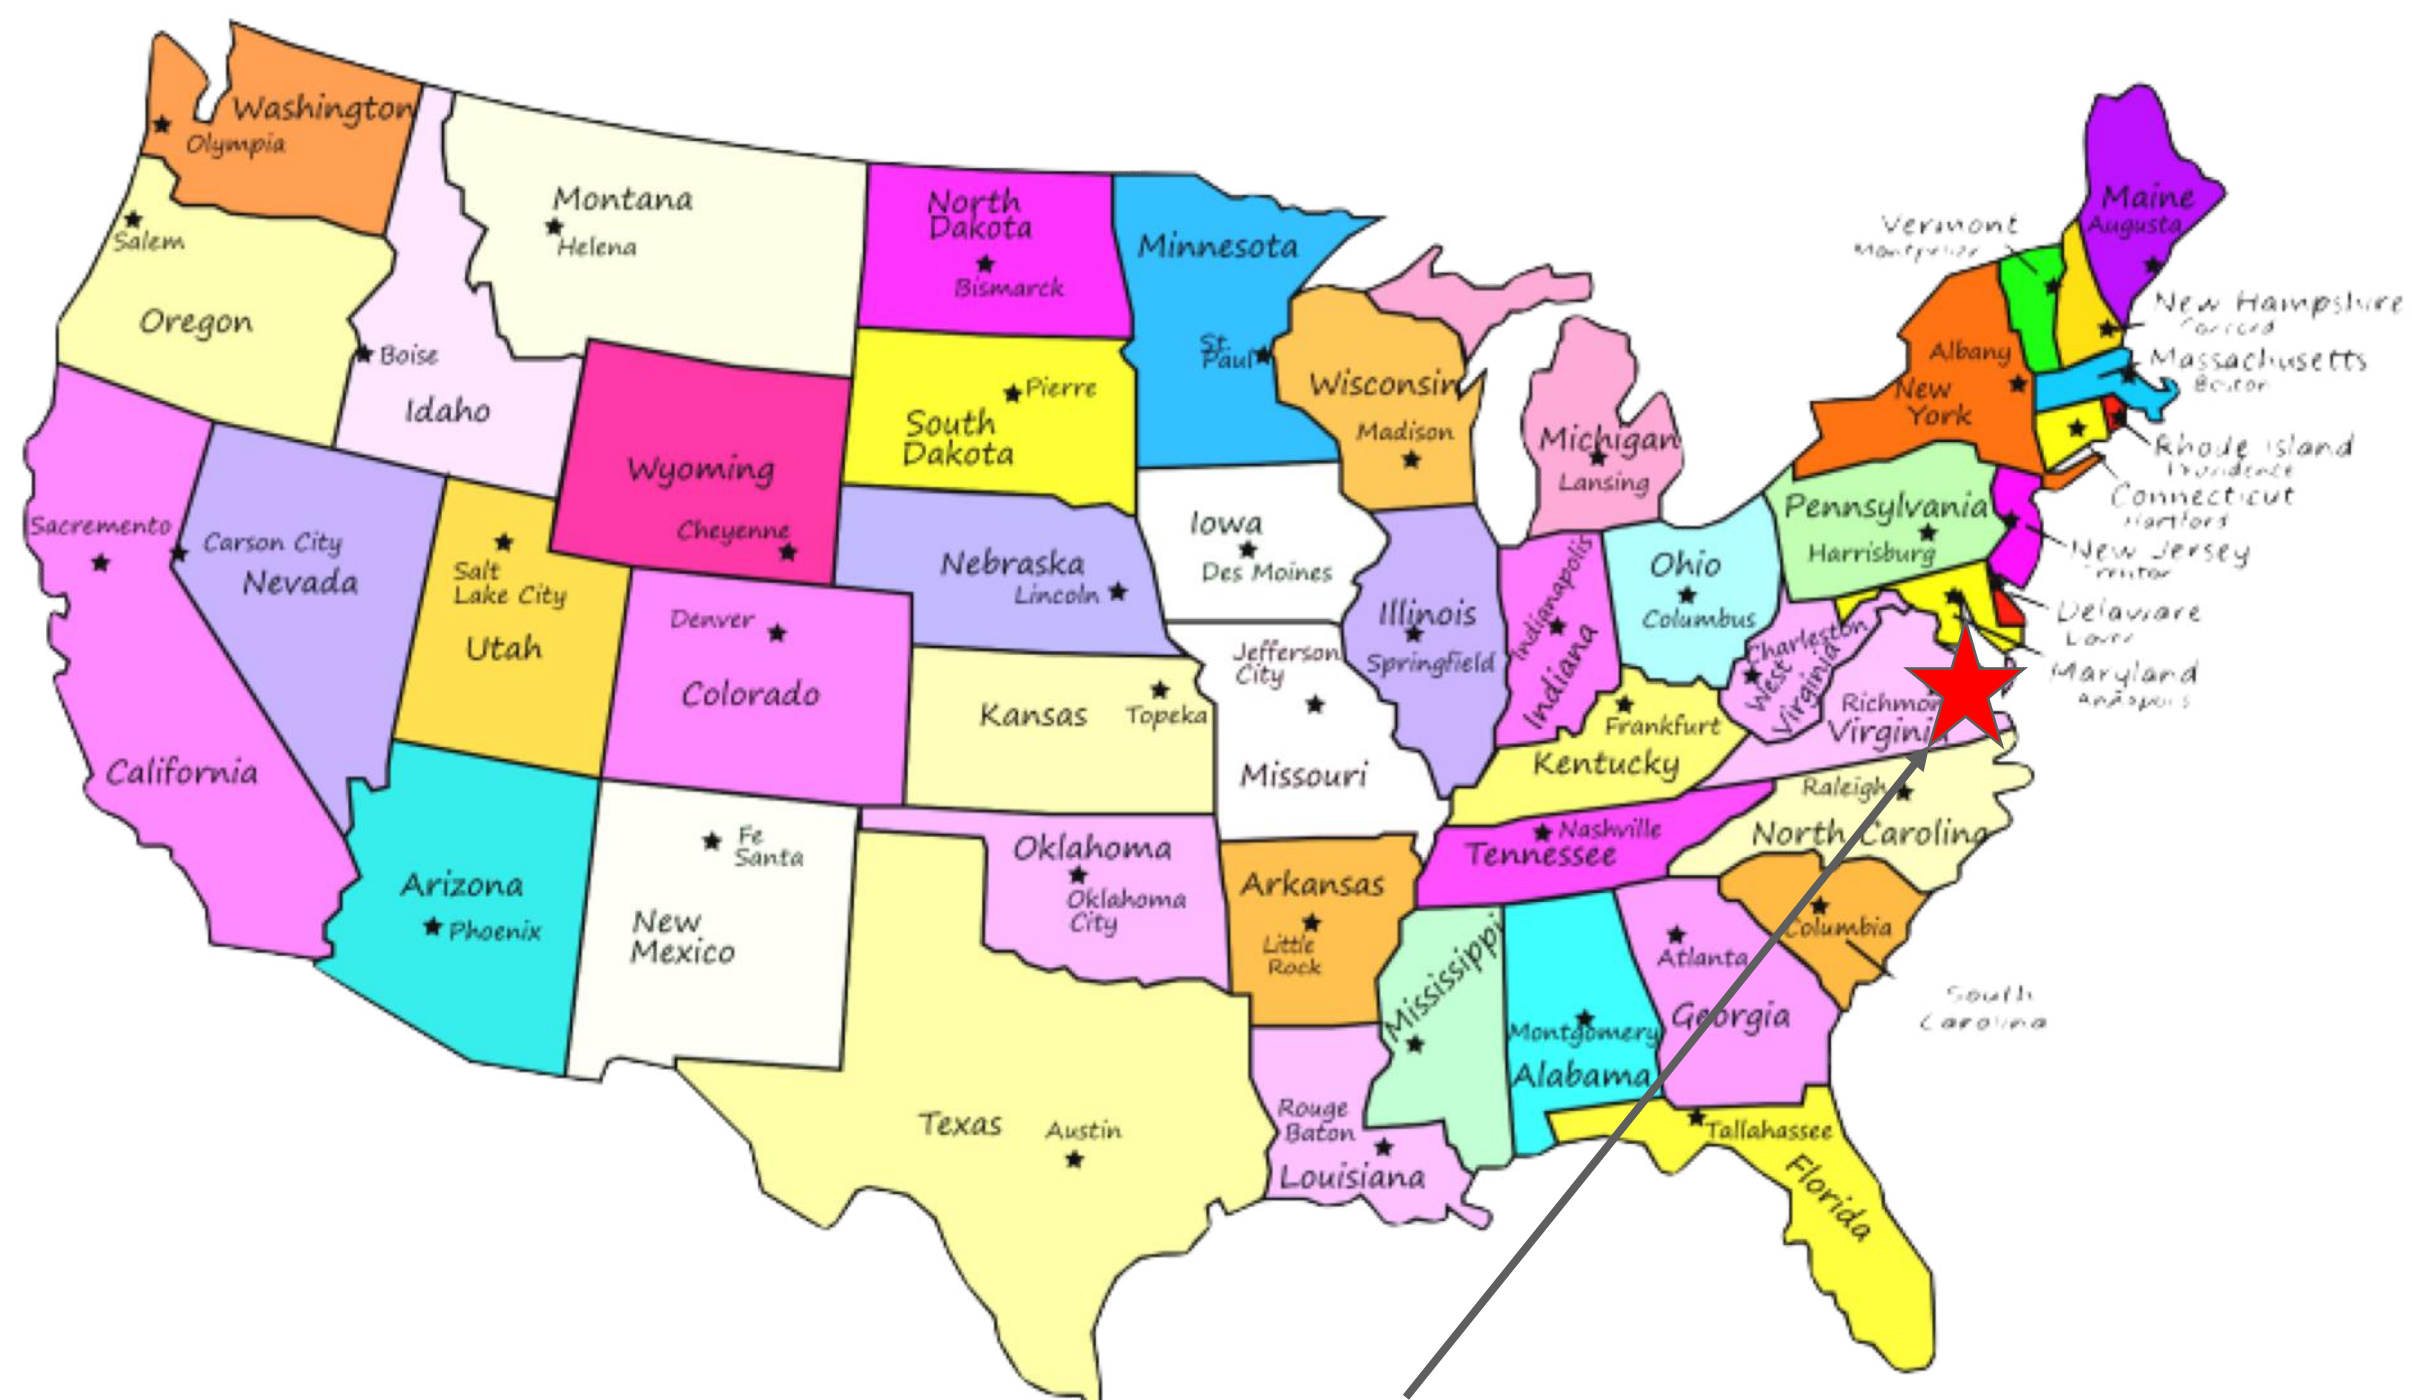 Washington
Olympia
Montana
Helena
North
Dakota
Bismarck
Minnesota
St.
Paul
Salem
Oregon
Boise
Idaho
Wyoming
Cheyenne
Pierre
South
Dakota
Wisconsin
Madison
Michigan
Lansing
Vermont
Maine
Augusta
New Hampshire
Massachusetts
Boston
Albany
New
York
Rhode Island
Providence
Connecticut
Hartford
Pennsylvania
Harrisburg
New Jersey
Delaware
Maryland
Annapolis
Sacremento
Carson City
Nevada
Salt
Lake City
Utah
Denver
Colorado
Nebraska
Lincoln
Iowa
Des Moines
Illinois
Springfield
Indianapolis
Indiana
Ohio
Columbus
Charleston
West
Virginia
Richmon
Virginia
California
Kansas
Topeka
Jefferson
City
Missouri
Frankfurt
Kentucky
Raleigh
North Carolina
Nashville
Tennessee
Arizona
Phoenix
Fe
Santa
New
Mexico
Oklahoma
Oklahoma
City
Arkansas
Little
Rock
Mississippi
Montgomery
Alabama
Atlanta
Georgia
Columbia
South
Carolina
Texas
Austin
Rouge
Baton
Louisiana
Tallahassee
Florida